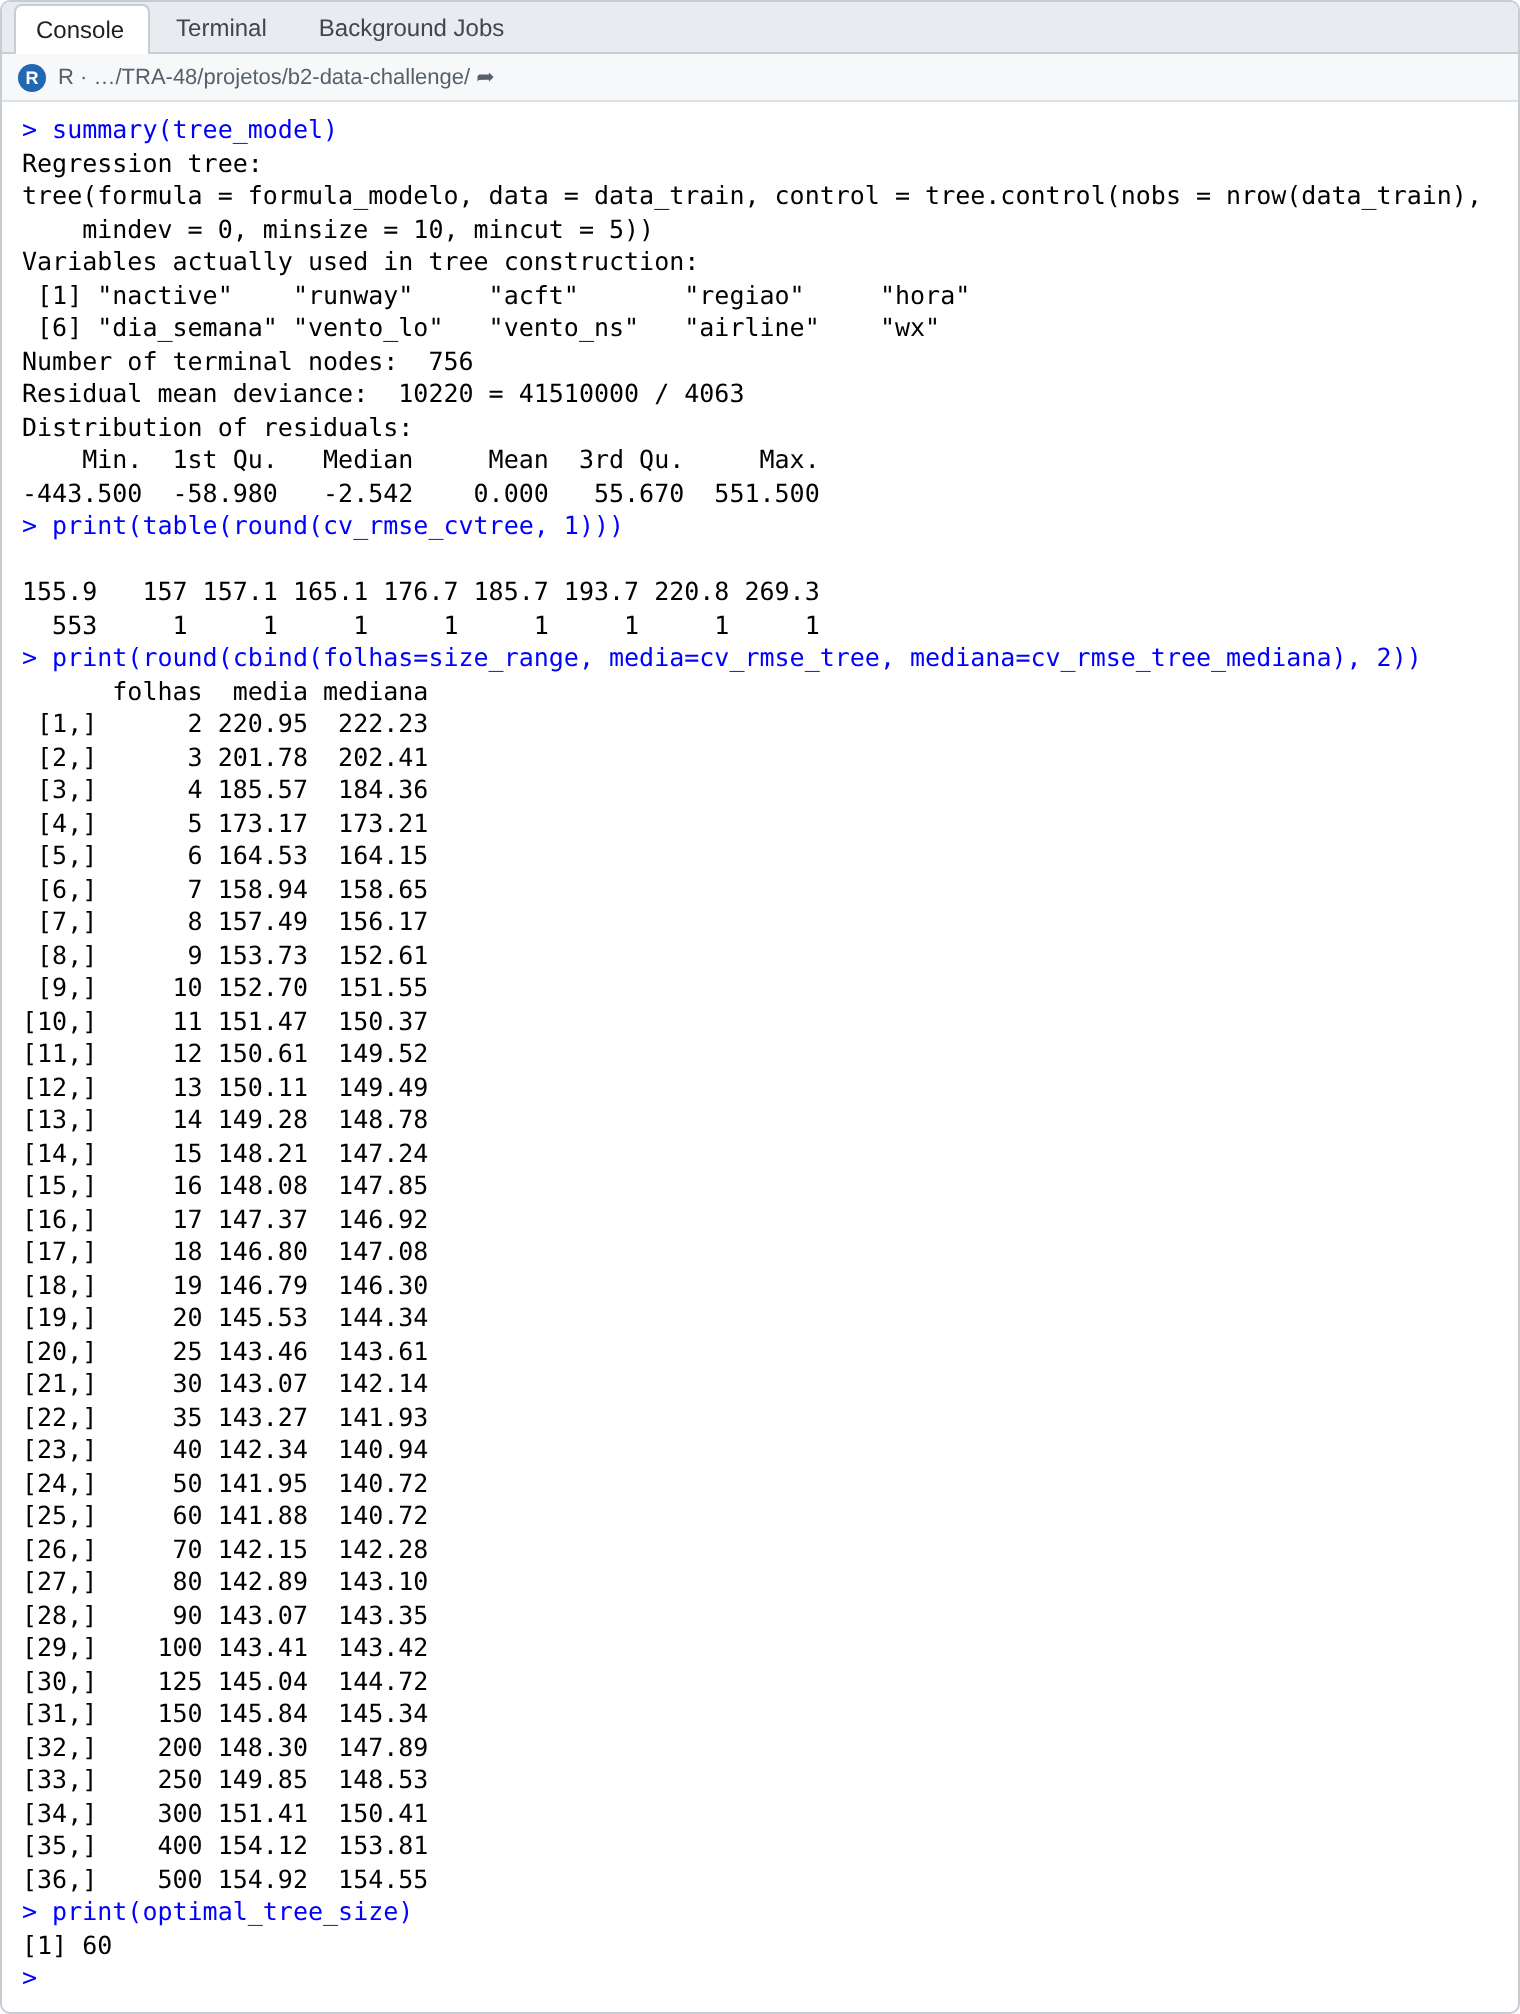 Console Terminal Background Jobs
R R · …/TRA-48/projetos/b2-data-challenge/ ➦
> summary(tree_model)
Regression tree:
tree(formula = formula_modelo, data = data_train, control = tree.control(nobs = nrow(data_train),
    mindev = 0, minsize = 10, mincut = 5))
Variables actually used in tree construction:
 [1] "nactive"    "runway"     "acft"       "regiao"     "hora"
 [6] "dia_semana" "vento_lo"   "vento_ns"   "airline"    "wx"
Number of terminal nodes:  756
Residual mean deviance:  10220 = 41510000 / 4063
Distribution of residuals:
    Min.  1st Qu.   Median     Mean  3rd Qu.     Max.
-443.500  -58.980   -2.542    0.000   55.670  551.500
> print(table(round(cv_rmse_cvtree, 1)))

155.9   157 157.1 165.1 176.7 185.7 193.7 220.8 269.3
  553     1     1     1     1     1     1     1     1
> print(round(cbind(folhas=size_range, media=cv_rmse_tree, mediana=cv_rmse_tree_mediana), 2))
      folhas  media mediana
 [1,]      2 220.95  222.23
 [2,]      3 201.78  202.41
 [3,]      4 185.57  184.36
 [4,]      5 173.17  173.21
 [5,]      6 164.53  164.15
 [6,]      7 158.94  158.65
 [7,]      8 157.49  156.17
 [8,]      9 153.73  152.61
 [9,]     10 152.70  151.55
[10,]     11 151.47  150.37
[11,]     12 150.61  149.52
[12,]     13 150.11  149.49
[13,]     14 149.28  148.78
[14,]     15 148.21  147.24
[15,]     16 148.08  147.85
[16,]     17 147.37  146.92
[17,]     18 146.80  147.08
[18,]     19 146.79  146.30
[19,]     20 145.53  144.34
[20,]     25 143.46  143.61
[21,]     30 143.07  142.14
[22,]     35 143.27  141.93
[23,]     40 142.34  140.94
[24,]     50 141.95  140.72
[25,]     60 141.88  140.72
[26,]     70 142.15  142.28
[27,]     80 142.89  143.10
[28,]     90 143.07  143.35
[29,]    100 143.41  143.42
[30,]    125 145.04  144.72
[31,]    150 145.84  145.34
[32,]    200 148.30  147.89
[33,]    250 149.85  148.53
[34,]    300 151.41  150.41
[35,]    400 154.12  153.81
[36,]    500 154.92  154.55
> print(optimal_tree_size)
[1] 60
>